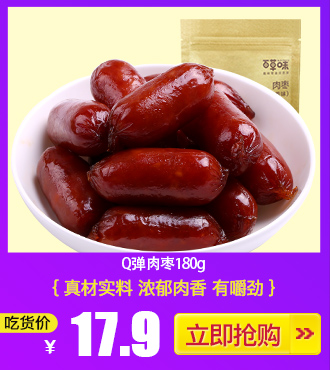 百草味
肉枣
Q弹肉枣180g
{ 真材实料 浓郁肉香 有嚼劲 }
吃货价
¥ 17.9
立即抢购 >>